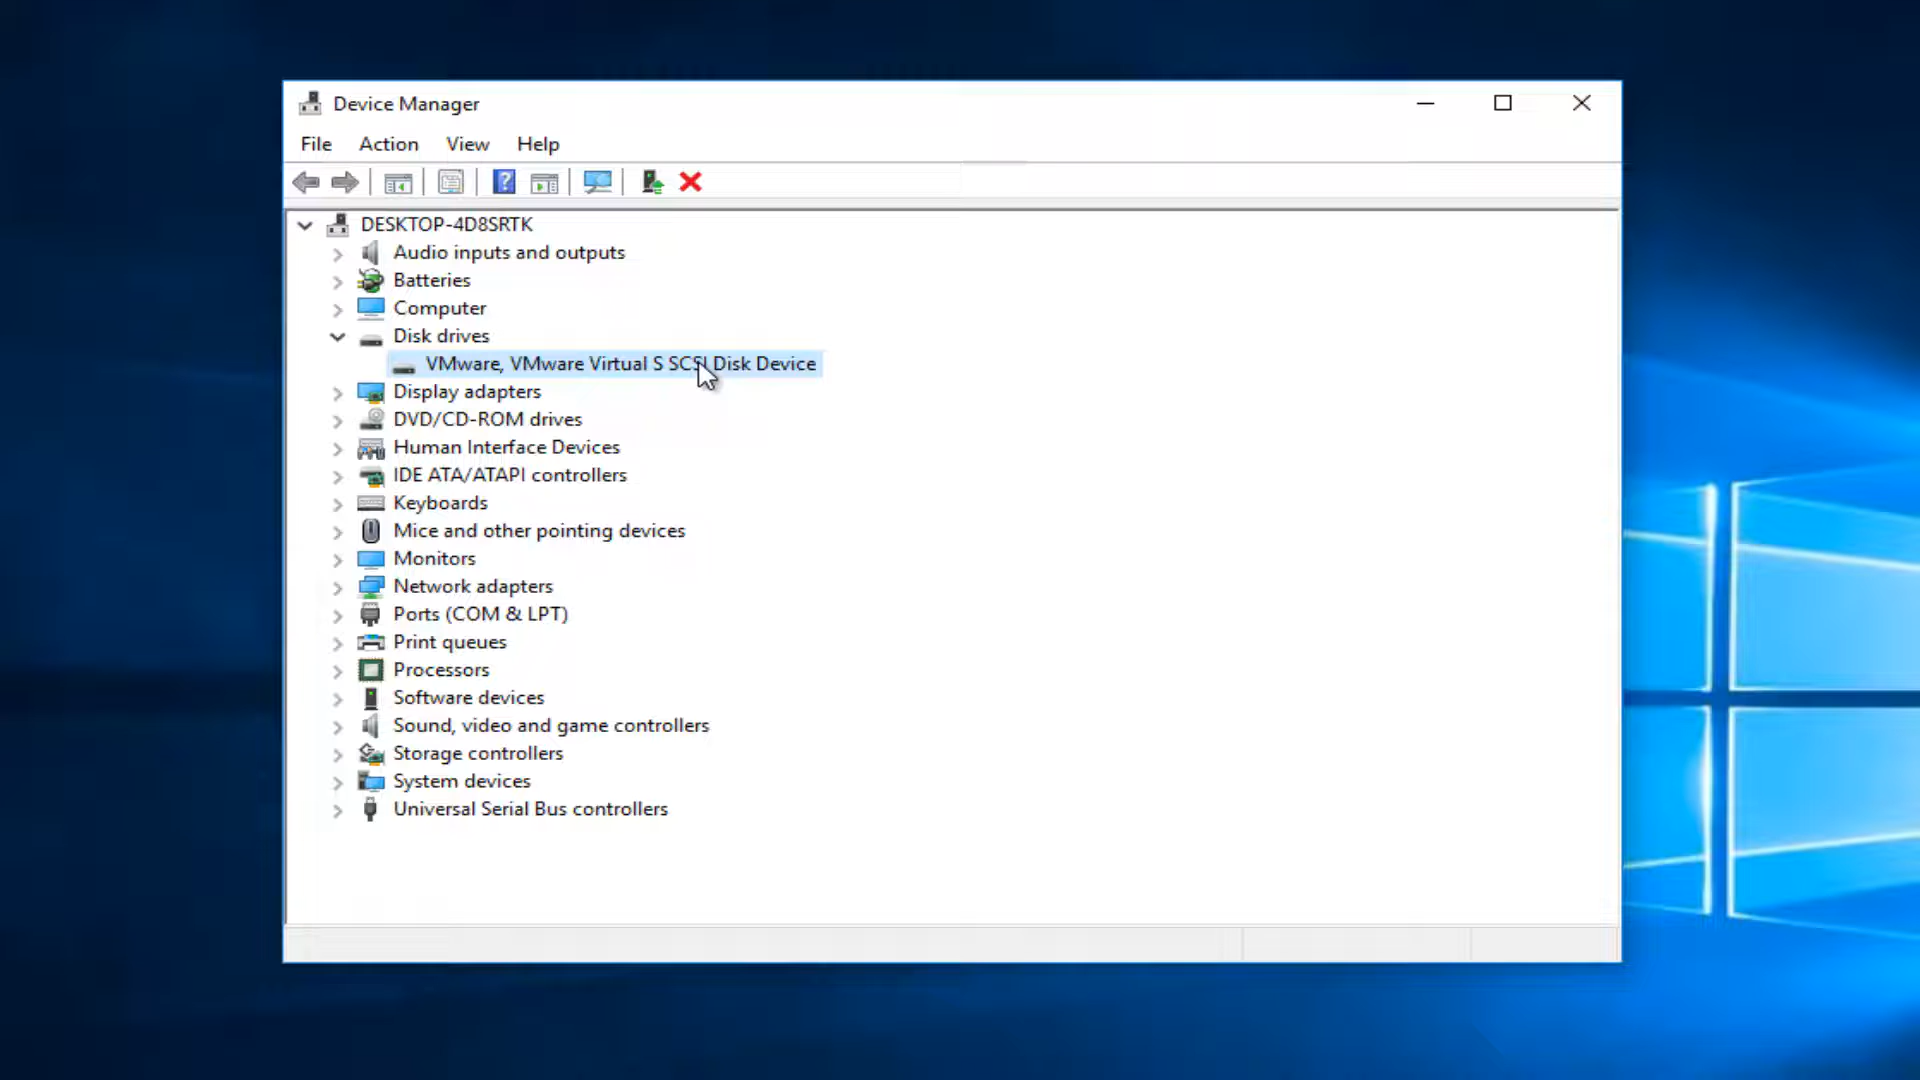 Device Manager
File Action View Help
DESKTOP-4D8SRTK
Audio inputs and outputs
Batteries
Computer
Disk drives
VMware, VMware Virtual S SCSI Disk Device
Display adapters
DVD/CD-ROM drives
Human Interface Devices
IDE ATA/ATAPI controllers
Keyboards
Mice and other pointing devices
Monitors
Network adapters
Ports (COM & LPT)
Print queues
Processors
Software devices
Sound, video and game controllers
Storage controllers
System devices
Universal Serial Bus controllers